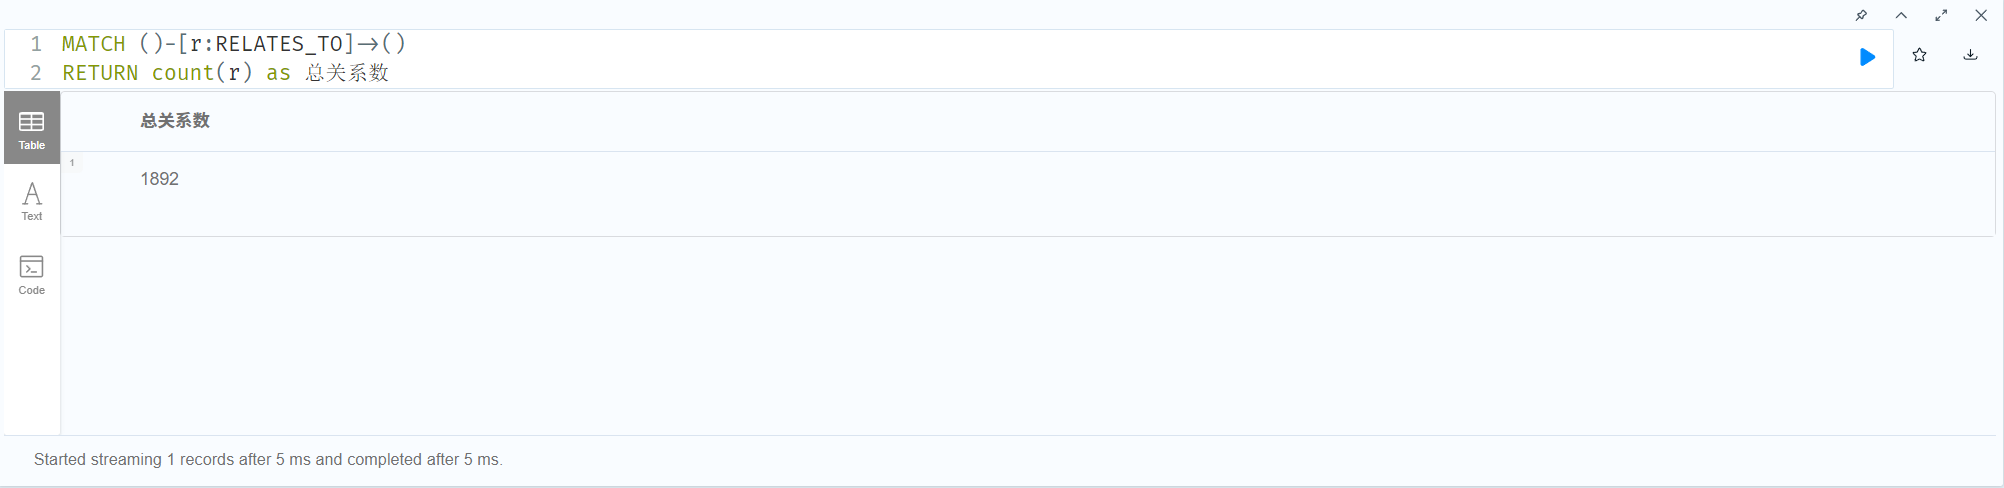 1 MATCH ()-[r:RELATES_TO]->()
2 RETURN count(r) as 总关系数
Table
总关系数
1
1892
Text
Code
Started streaming 1 records after 5 ms and completed after 5 ms.